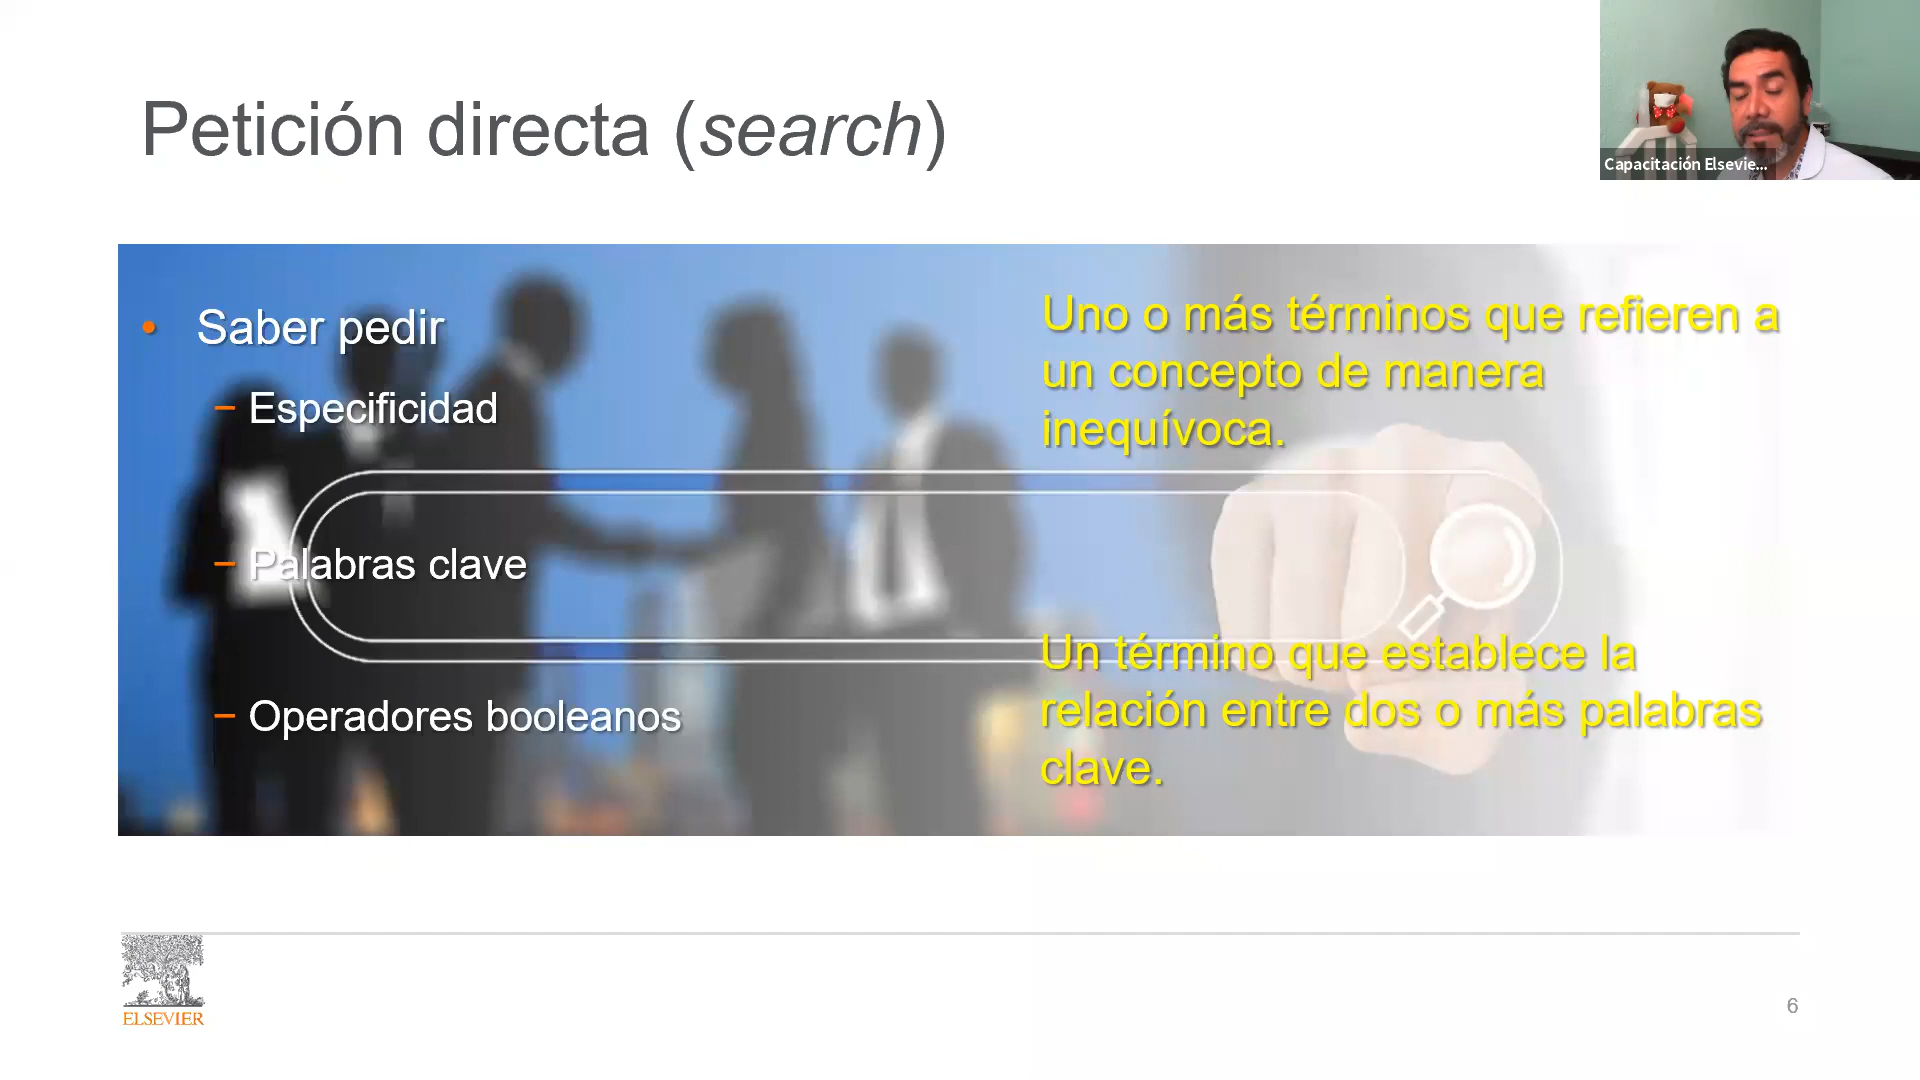 Petición directa (search)
Capacitación Elsevie...
• Saber pedir
– Especificidad
Uno o más términos que refieren a
un concepto de manera
inequívoca.
– Palabras clave
Un término que establece la
relación entre dos o más palabras
clave.
– Operadores booleanos
ELSEVIER
6